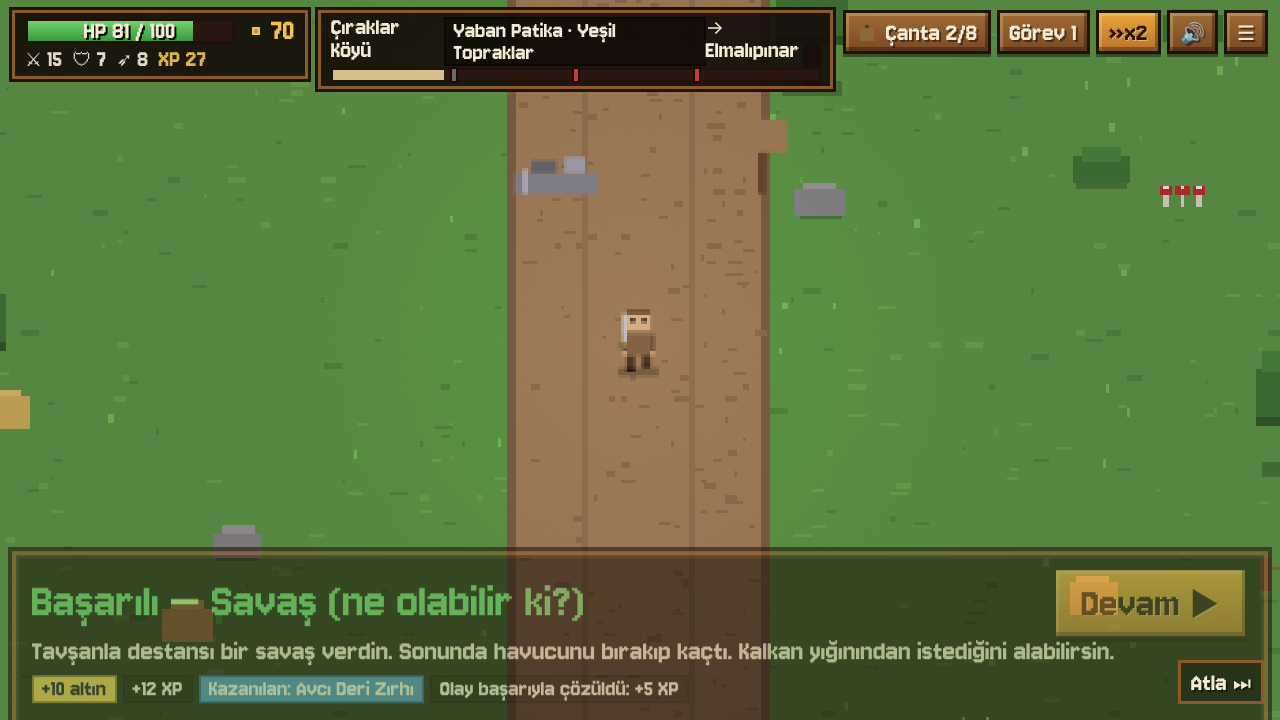 HP 81 / 100
70
15 7 8 XP 27
Çıraklar
Köyü
Yaban Patika · Yeşil
Topraklar
→
Elmalıpınar
Çanta 2/8
Görev 1
»x2
Başarılı — Savaş (ne olabilir ki?)
Devam ▶
Tavşanla destansı bir savaş verdin. Sonunda havucunu bırakıp kaçtı. Kalkan yığınından istediğini alabilirsin.
+10 altın
+12 XP
Kazanılan: Avcı Deri Zırhı
Olay başarıyla çözüldü: +5 XP
Atla ⏭